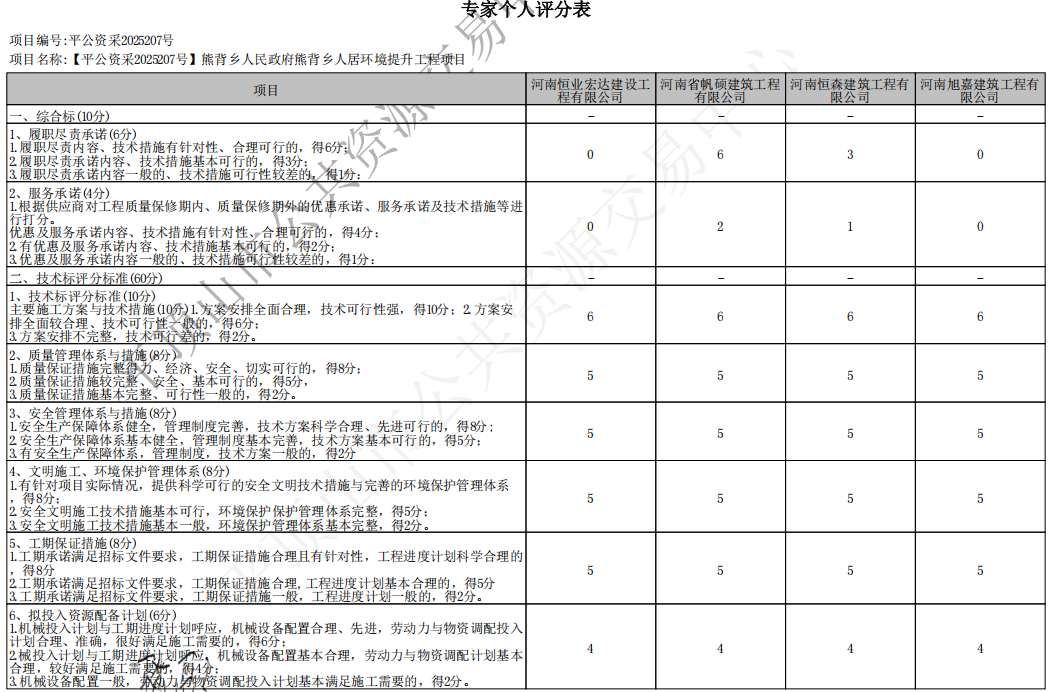 专家个人评分表
项目编号:平公资采2025207号
项目名称:【平公资采2025207号】熊背乡人民政府熊背乡人居环境提升工程项目
项目
河南恒业宏达建设工
程有限公司
河南省帆硕建筑工程
有限公司
河南恒森建筑工程有
限公司
河南旭嘉建筑工程有
限公司
一、综合标(10分)
-
-
-
-
1、履职尽责承诺(6分)
1.履职尽责内容、技术措施有针对性、合理可行的，得6分;
2.履职尽责承诺内容、技术措施基本可行的，得3分;
3.履职尽责承诺内容一般的、技术措施可行性较差的，得1分:
0
6
3
0
2、服务承诺(4分)
1.根据供应商对工程质量保修期内、质量保修期外的优惠承诺、服务承诺及技术措施等进
行打分。
优惠及服务承诺内容、技术措施有针对性、合理可行的，得4分;
2.有优惠及服务承诺内容、技术措施基本可行的，得2分;
3.优惠及服务承诺内容一般的、技术措施可行性较差的，得1分:
0
2
1
0
二、技术标评分标准(60分)
-
-
-
-
1、技术标评分标准(10分)
主要施工方案与技术措施(10分)1.方案安排全面合理，技术可行性强，得10分；2.方案安
排全面较合理、技术可行性一般的，得6分;
3.方案安排不完整，技术可行差的，得2分。
6
6
6
6
2、质量管理体系与措施(8分)
1.质量保证措施完整得力、经济、安全、切实可行的，得8分;
2.质量保证措施较完整、安全、基本可行的，得5分，
3.质量保证措施基本完整、可行性一般的，得2分。
5
5
5
5
3、安全管理体系与措施(8分)
1.安全生产保障体系健全，管理制度完善，技术方案科学合理、先进可行的，得8分;
2.安全生产保障体系基本健全，管理制度基本完善，技术方案基本可行的，得5分;
3.有安全生产保障体系，管理制度，技术方案一般的，得2分
5
5
5
5
4、文明施工、环境保护管理体系(8分)
1.有针对项目实际情况，提供科学可行的安全文明技术措施与完善的环境保护管理体系
，得8分;
2.安全文明施工技术措施基本可行，环境保护保护管理体系完整，得5分;
3.安全文明施工技术措施基本一般，环境保护管理体系基本完整，得2分。
5
5
5
5
5、工期保证措施(8分)
1.工期承诺满足招标文件要求，工期保证措施合理且有针对性，工程进度计划科学合理的
，得8分
2.工期承诺满足招标文件要求，工期保证措施合理,工程进度计划基本合理的，得5分
3.工期承诺满足招标文件要求，工期保证措施一般，工程进度计划一般的，得2分。
5
5
5
5
6、拟投入资源配备计划(6分)
1.机械投入计划与工期进度计划呼应，机械设备配置合理、先进，劳动力与物资调配投入
计划合理、准确，很好满足施工需要的，得6分;
2.械投入计划与工期进度计划呼应，机械设备配置基本合理，劳动力与物资调配计划基本
合理，较好满足施工需要的，得4分;
3.机械设备配置一般，劳动力与物资调配投入计划基本满足施工需要的，得2分。
4
4
4
4
平顶山市公共资源交易中心
平顶山市公共资源交易中心